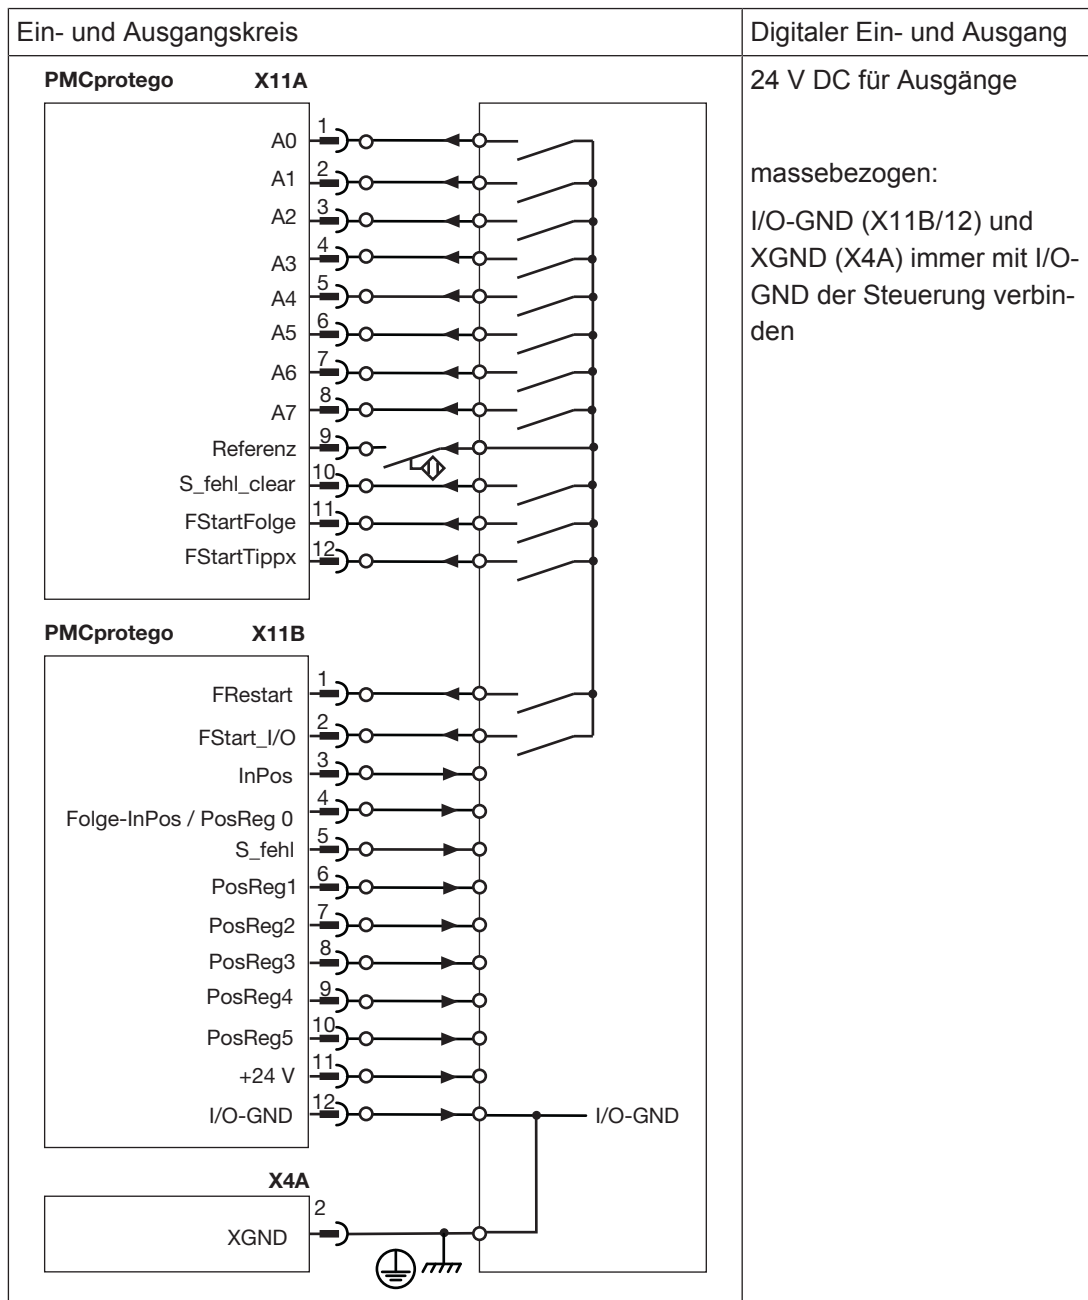 Ein- und Ausgangskreis
Digitaler Ein- und Ausgang
PMCprotego X11A
24 V DC für Ausgänge
massebezogen:
I/O-GND (X11B/12) und
XGND (X4A) immer mit I/O-
GND der Steuerung verbin-
den
A0 1
A1 2
A2 3
A3 4
A4 5
A5 6
A6 7
A7 8
Referenz 9
S_fehl_clear 10
FStartFolge 11
FStartTippx 12
PMCprotego X11B
FRestart 1
FStart_I/O 2
InPos 3
Folge-InPos / PosReg 0 4
S_fehl 5
PosReg1 6
PosReg2 7
PosReg3 8
PosReg4 9
PosReg5 10
+24 V 11
I/O-GND 12 I/O-GND
X4A
XGND 2